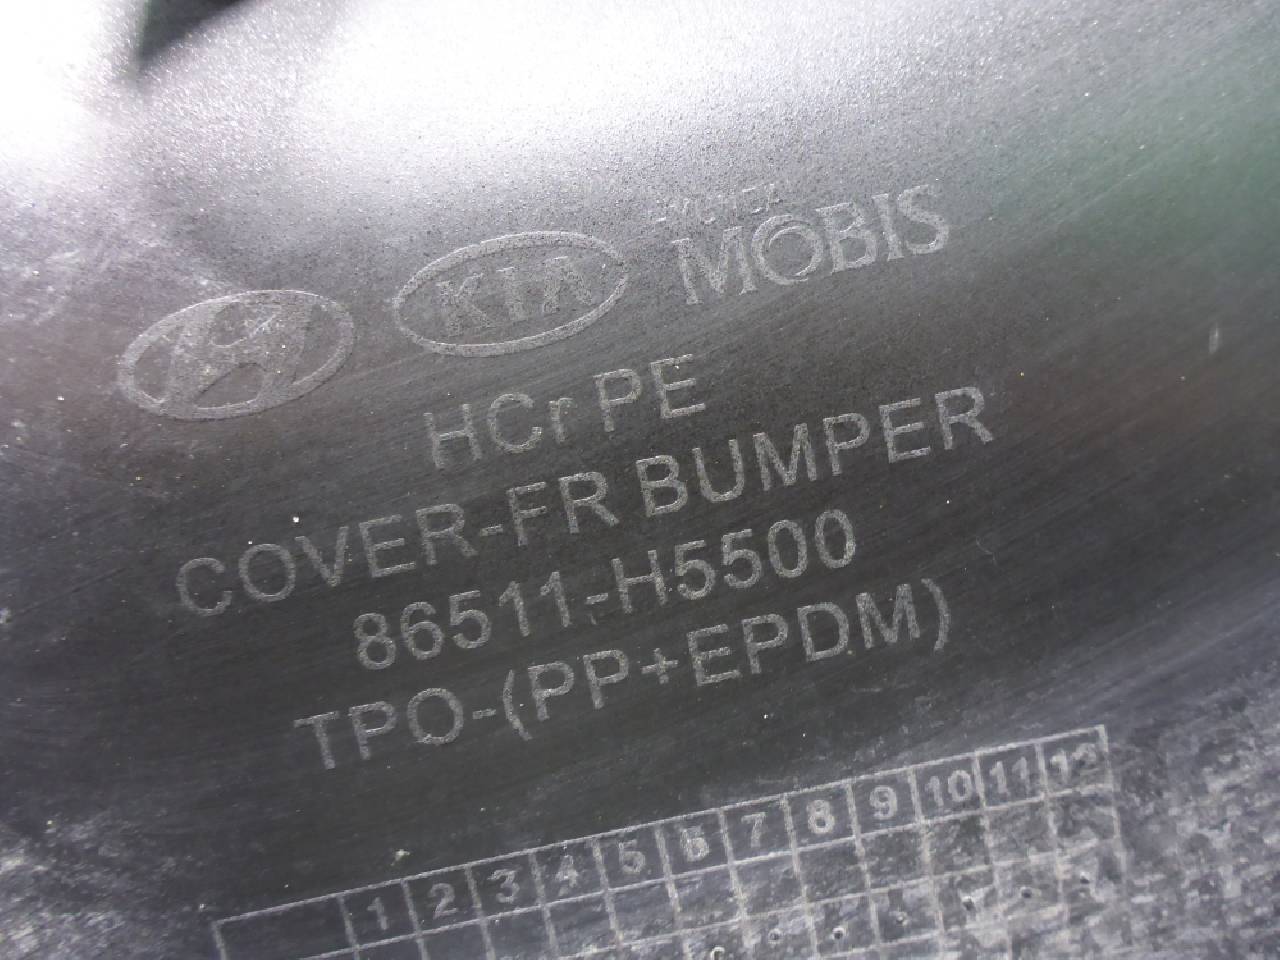 KIA
MOBIS
HCr PE
COVER-FR BUMPER
86511-H5500
TPO-(PP+EPDM)
1 2 3 4 5 6 7 8 9 10 11 12